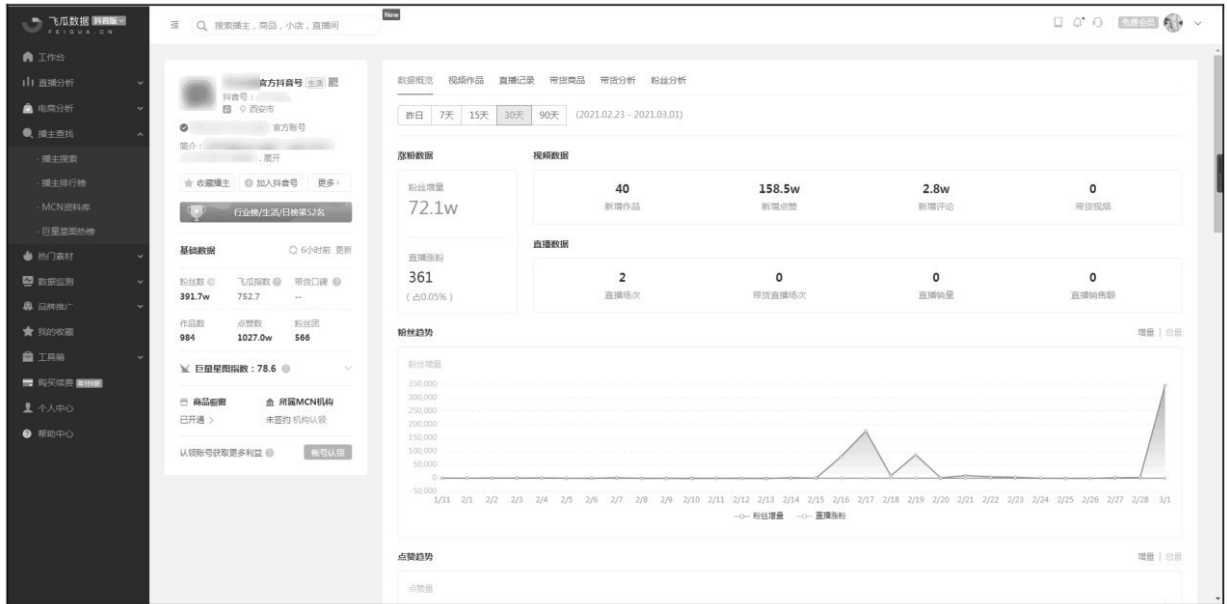 飞瓜数据 抖音版
FEIGUA.CN
搜索播主，商品，小店，直播间
New
免费会员
工作台
直播分析
电商分析
播主查找
· 播主搜索
· 播主排行榜
· MCN资料库
· 巨量星图热榜
热门素材
数据监测
品牌推广
我的收藏
工具箱
购买续费
个人中心
帮助中心
官方抖音号 生活
抖音号：
西安市
官方账号
简介：
展开
收藏播主 加入抖音号 更多
行业榜/生活/日榜第52名
基础数据 6小时前 更新
粉丝数 飞瓜指数 带货口碑
391.7w 752.7 --
作品数 点赞数 粉丝团
984 1027.0w 566
巨量星图指数：78.6
商品橱窗 所属MCN机构
已开通 未签约 机构认领
认领账号获取更多利益 帐号认领
数据概览 视频作品 直播记录 带货商品 带货分析 粉丝分析
昨日 7天 15天 30天 90天 (2021.02.23 - 2021.03.01)
涨粉数据
粉丝增量
72.1w
直播涨粉
361
（占0.05%）
视频数据
40 158.5w 2.8w 0
新增作品 新增点赞 新增评论 带货视频
直播数据
2 0 0 0
直播场次 带货直播场次 直播销量 直播销售额
粉丝趋势 增量 | 总量
粉丝增量
350,000
300,000
250,000
200,000
150,000
100,000
50,000
0
-50,000
1/31 2/1 2/2 2/3 2/4 2/5 2/6 2/7 2/8 2/9 2/10 2/11 2/12 2/13 2/14 2/15 2/16 2/17 2/18 2/19 2/20 2/21 2/22 2/23 2/24 2/25 2/26 2/27 2/28 3/1
粉丝增量 直播涨粉
点赞趋势 增量 | 总量
点赞量